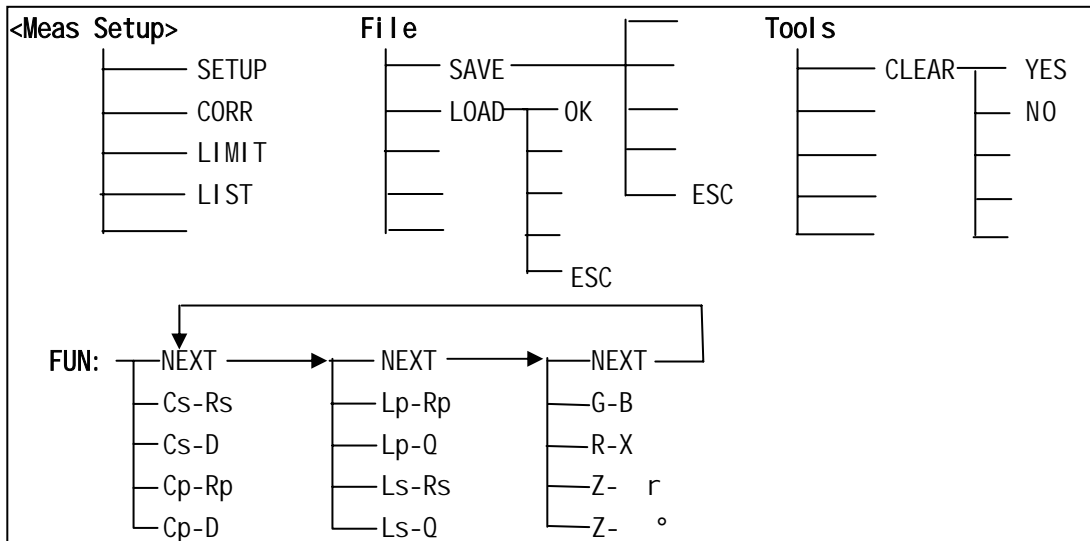 <Meas Setup> File Tools
SETUP SAVE CLEAR YES
CORR LOAD OK NO
LIMIT
LIST ESC
ESC
FUN: NEXT NEXT NEXT
Cs-Rs Lp-Rp G-B
Cs-D Lp-Q R-X
Cp-Rp Ls-Rs Z- r
Cp-D Ls-Q Z- °